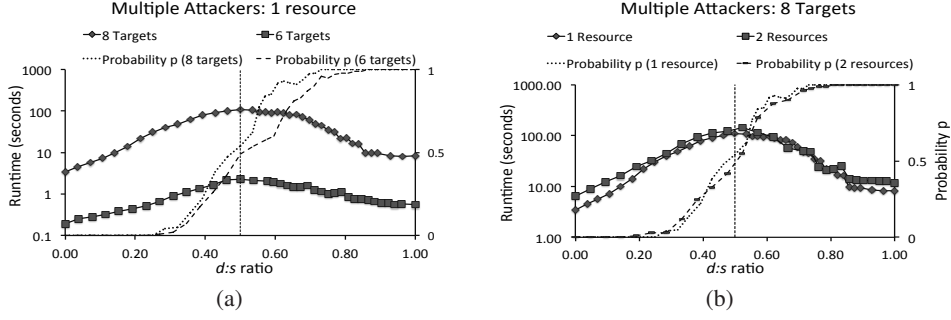 Multiple Attackers: 1 resource
8 Targets
6 Targets
Probability p (8 targets)
Probability p (6 targets)
Runtime (seconds)
1000
100
10
1
0.1
1
0.5
0
0.00
0.20
0.40
0.60
0.80
1.00
d:s ratio
(a)
Multiple Attackers: 8 Targets
1 Resource
2 Resources
Probability p (1 resource)
Probability p (2 resources)
Runtime (seconds)
1000.00
100.00
10.00
1.00
1
0.5
0
Probability p
0.00
0.20
0.40
0.60
0.80
1.00
d:s ratio
(b)